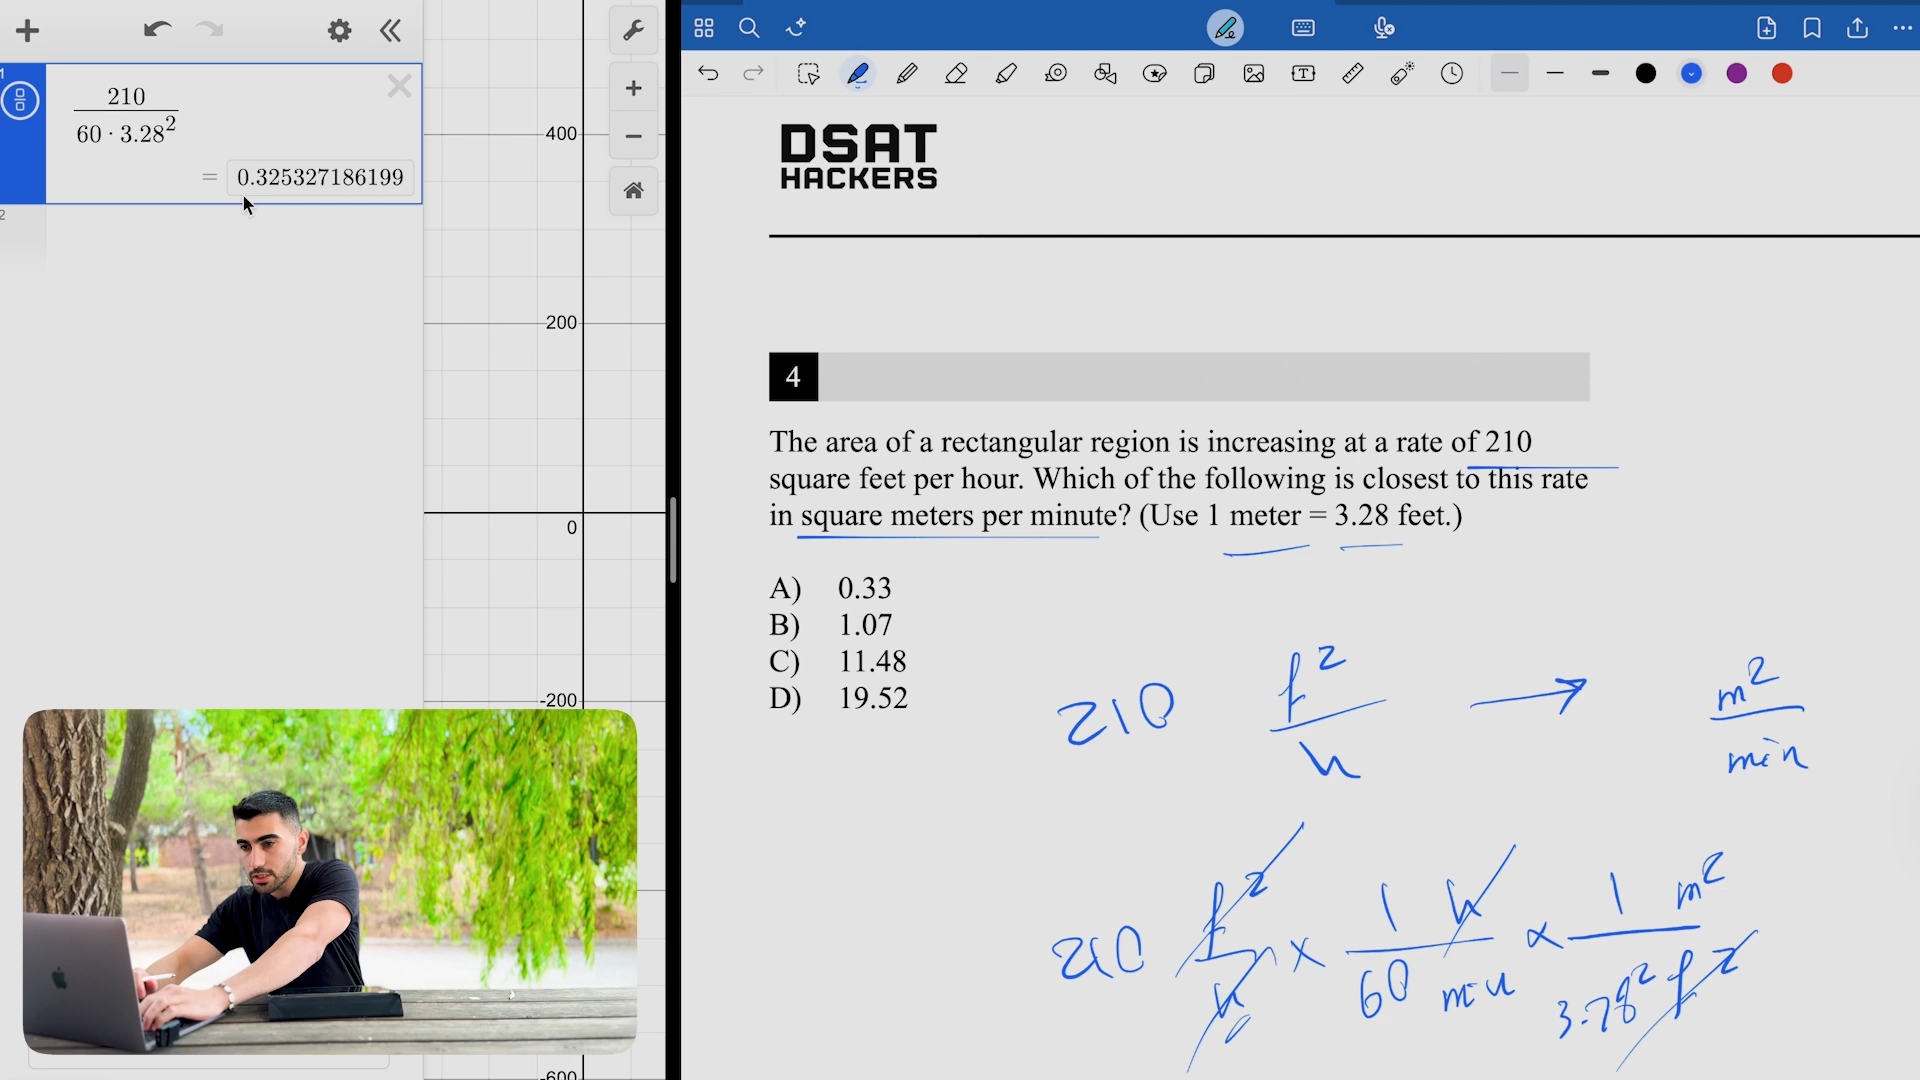 1
210
60 · 3.28²
= 0.325327186199
2
400
200
0
-200
-600
DSAT
HACKERS
4
The area of a rectangular region is increasing at a rate of 210
square feet per hour. Which of the following is closest to this rate
in square meters per minute? (Use 1 meter = 3.28 feet.)
A) 0.33
B) 1.07
C) 11.48
D) 19.52
210 f²/h → m²/min
210 f²/h × 1 h/60 min × 1 m²/3.28² f²